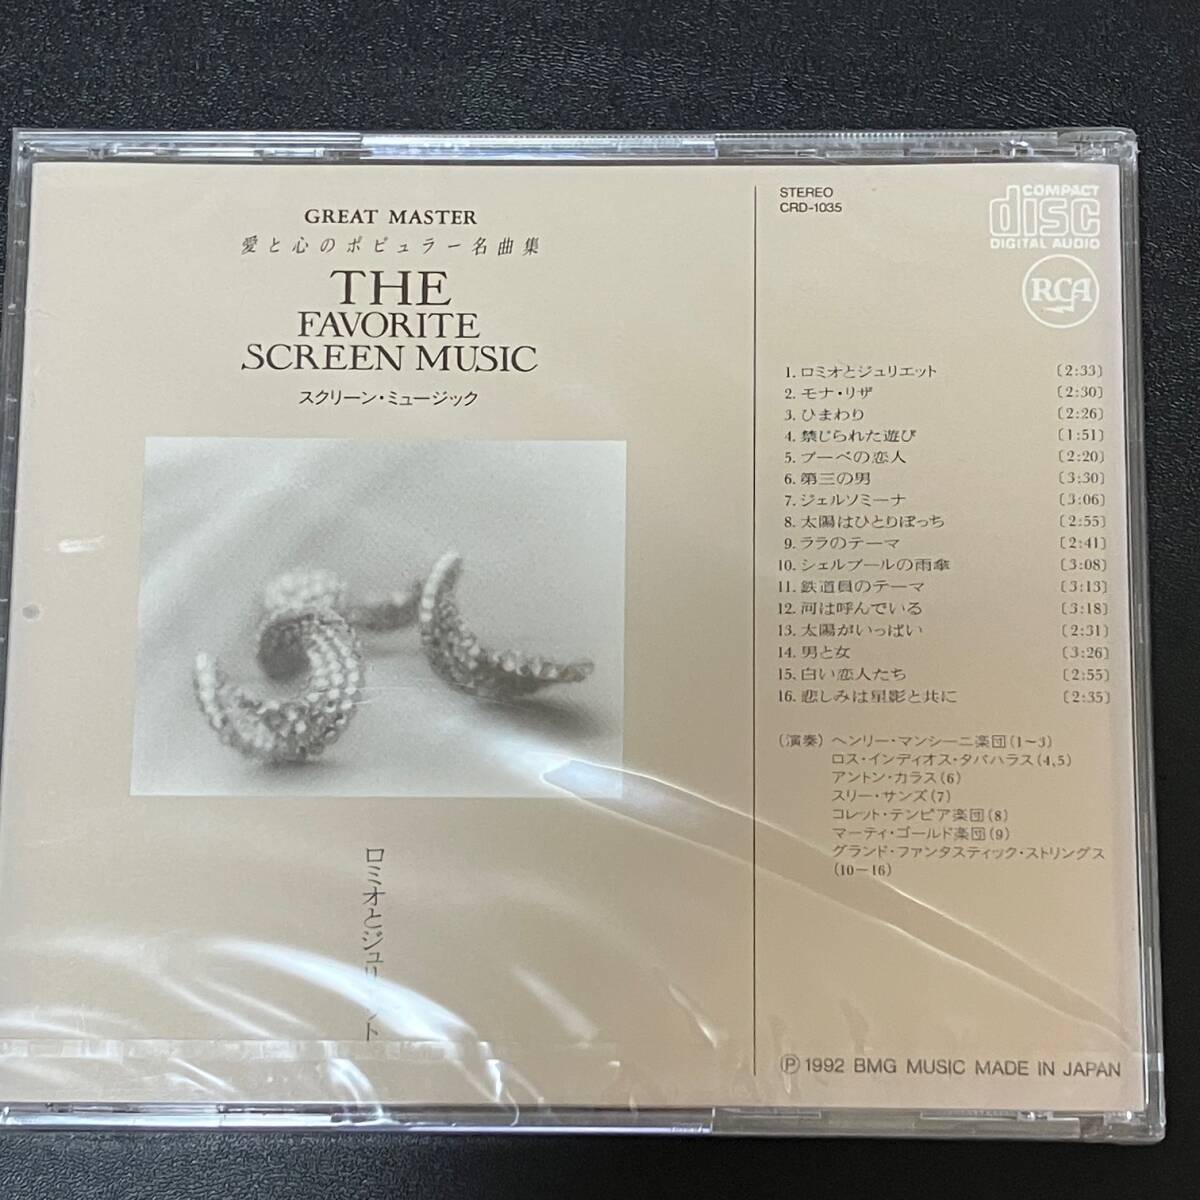 GREAT MASTER
愛と心のポピュラー名曲集
THE
FAVORITE
SCREEN MUSIC
スクリーン・ミュージック
ロミオとジュリ ット
STEREO
CRD-1035
COMPACT
disc
DIGITAL AUDIO
RCA
1. ロミオとジュリエット [2:33]
2. モナ・リザ [2:30]
3. ひまわり [2:26]
4. 禁じられた遊び [1:51]
5. ブーベの恋人 [2:20]
6. 第三の男 [3:30]
7. ジェルソミーナ [3:06]
8. 太陽はひとりぼっち [2:55]
9. ララのテーマ [2:41]
10. シェルブールの雨傘 [3:08]
11. 鉄道員のテーマ [3:13]
12. 河は呼んでいる [3:18]
13. 太陽がいっぱい [2:31]
14. 男と女 [3:26]
15. 白い恋人たち [2:55]
16. 悲しみは星影と共に [2:35]
(演奏) ヘンリー・マンシーニ楽団(1~3)
ロス・インディオス・タバハラス(4,5)
アントン・カラス(6)
スリー・サンズ(7)
コレット・テンピア楽団(8)
マーティ・ゴールド楽団(9)
グランド・ファンタスティック・ストリングス
(10-16)
Ⓟ 1992 BMG MUSIC MADE IN JAPAN